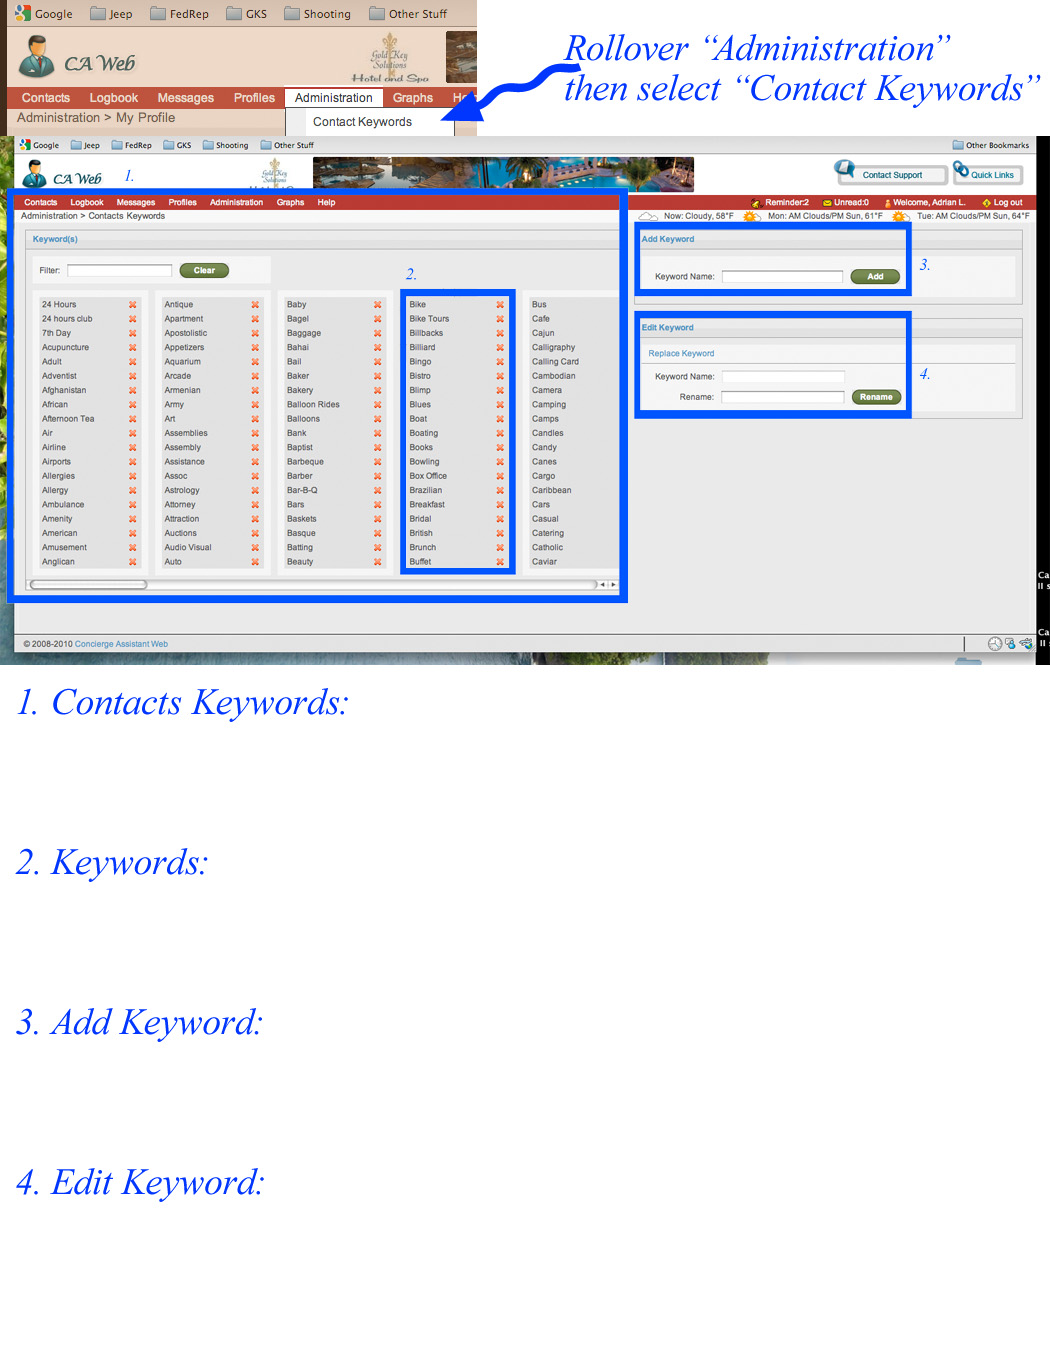 Google Jeep FedRep GKS Shooting Other Stuff
CA Web
Gold Key
Solutions
Hotel and Spa
Contacts Logbook Messages Profiles Administration Graphs
Administration > My Profile
Contact Keywords
Rollover “Administration”
then select “Contact Keywords”
Google Jeep FedRep GKS Shooting Other Stuff Other Bookmarks
CA Web
1.
Gold Key
Solutions
Contact Support
Quick Links
Contacts Logbook Messages Profiles Administration Graphs Help
Reminder:2 Unread:0 Welcome, Adrian L. Log out
Administration > Contacts Keywords
Now: Cloudy, 58°F Mon: AM Clouds/PM Sun, 61°F Tue: AM Clouds/PM Sun, 64°F
Keyword(s)
Filter: Clear
2.
24 Hours
24 hours club
7th Day
Acupuncture
Adult
Adventist
Afghanistan
African
Afternoon Tea
Air
Airline
Airports
Allergies
Allergy
Ambulance
Amenity
American
Amusement
Anglican
Antique
Apartment
Apostolistic
Appetizers
Aquarium
Arcade
Armenian
Army
Art
Assemblies
Assembly
Assistance
Assoc
Astrology
Attorney
Attraction
Auctions
Audio Visual
Auto
Baby
Bagel
Baggage
Bahai
Bail
Baker
Bakery
Balloon Rides
Balloons
Bank
Baptist
Barbeque
Barber
Bar-B-Q
Bars
Baskets
Basque
Batting
Beauty
Bike
Bike Tours
Billbacks
Billiard
Bingo
Bistro
Blimp
Blues
Boat
Boating
Books
Bowling
Box Office
Brazilian
Breakfast
Bridal
British
Brunch
Buffet
Bus
Cafe
Cajun
Calligraphy
Calling Card
Cambodian
Camera
Camping
Camps
Candles
Candy
Canes
Cargo
Caribbean
Cars
Casual
Catering
Catholic
Caviar
Add Keyword
Keyword Name: Add
3.
Edit Keyword
Replace Keyword
Keyword Name:
Rename: Rename
4.
© 2008-2010 Concierge Assistant Web
1. Contacts Keywords:
2. Keywords:
3. Add Keyword:
4. Edit Keyword: